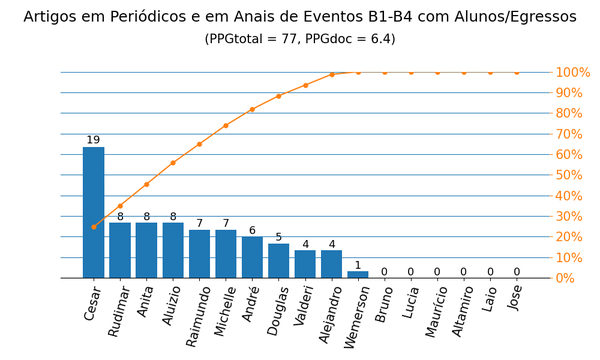 Artigos em Periódicos e em Anais de Eventos B1-B4 com Alunos/Egressos
(PPGtotal = 77, PPGdoc = 6.4)
100%
90%
80%
70%
60%
50%
40%
30%
20%
10%
0%
19
8
8
8
7
7
6
5
4
4
1
0
0
0
0
0
0
Cesar
Rudimar
Anita
Aluizio
Raimundo
Michelle
André
Douglas
Valderi
Alejandro
Wemerson
Bruno
Lucia
Maurício
Altamiro
Laio
Jose